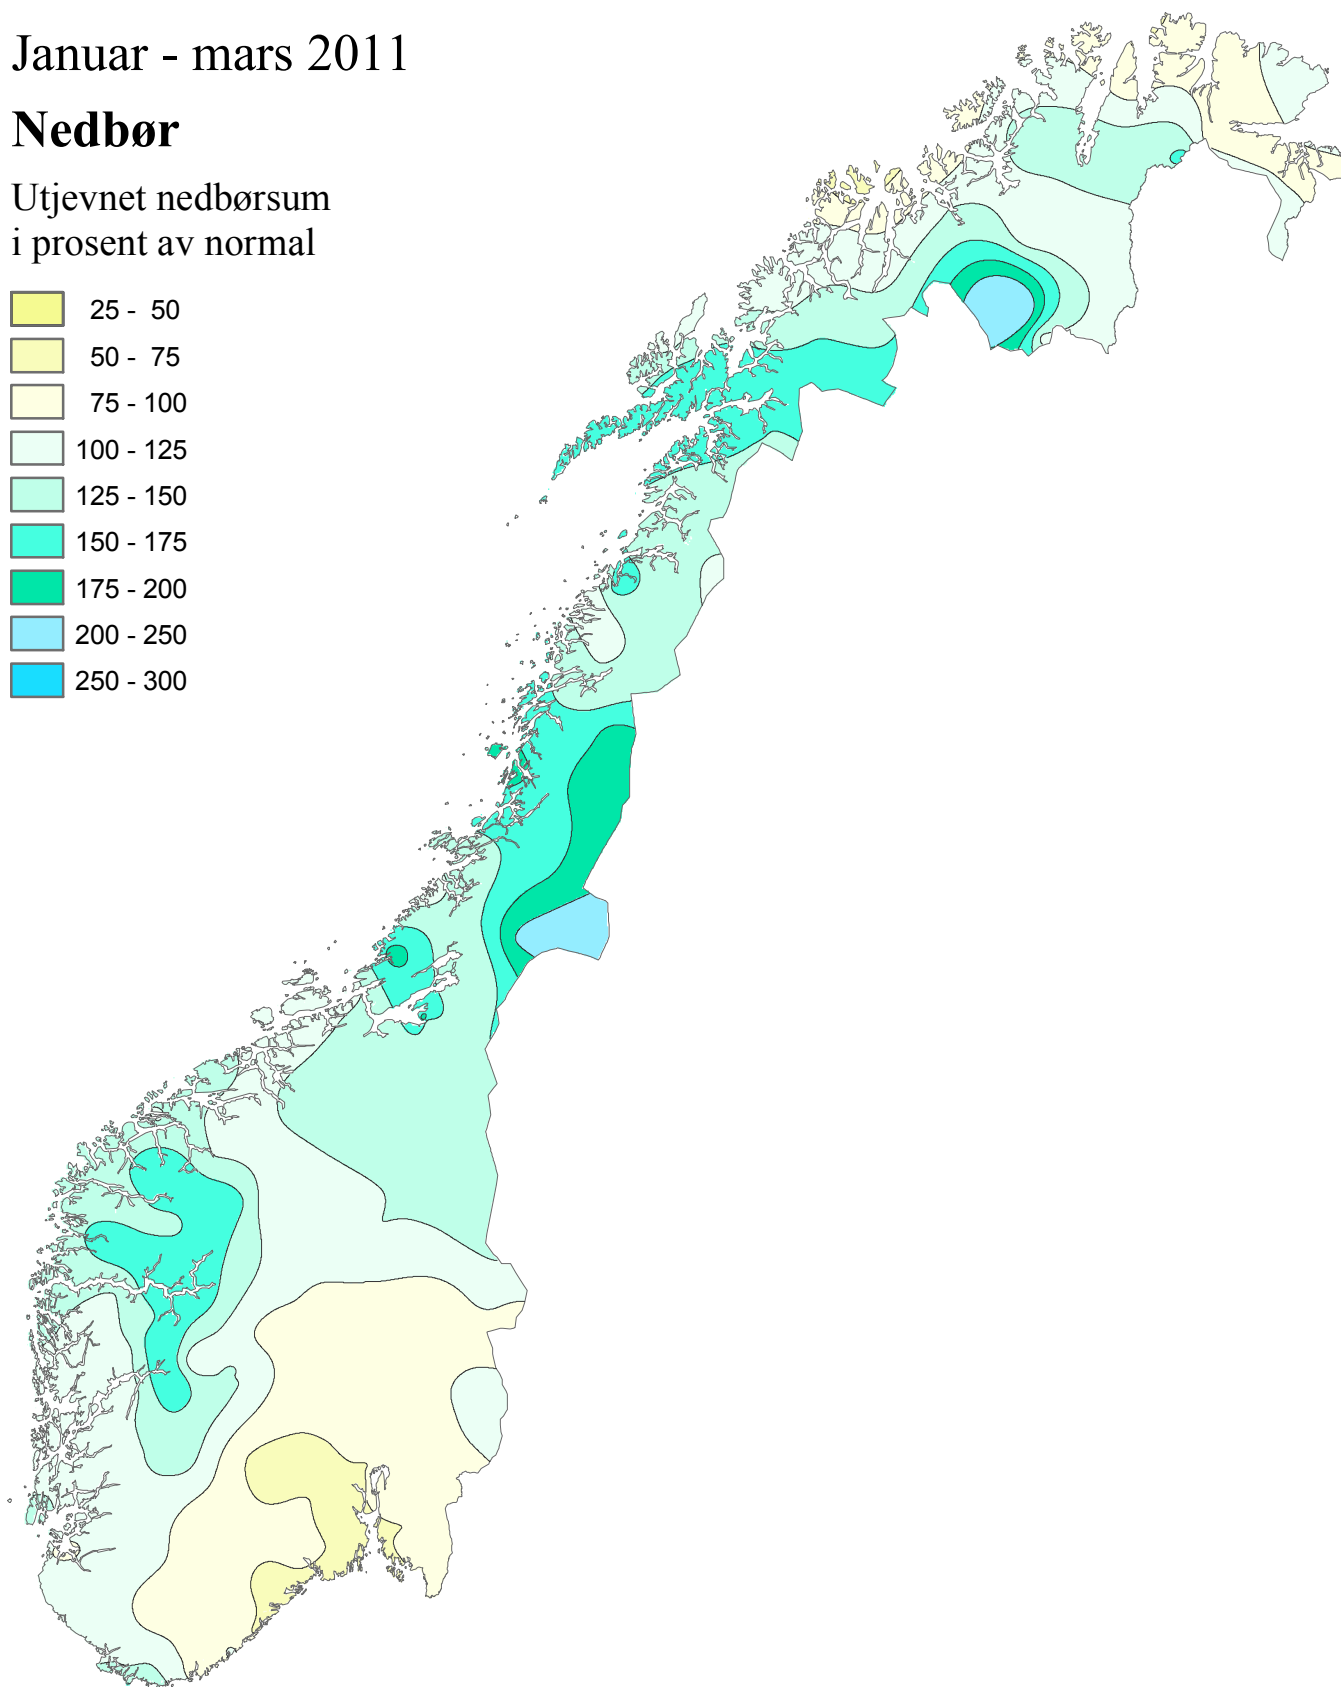 Januar - mars 2011
Nedbør
Utjevnet nedbørsum
i prosent av normal
25 - 50
50 - 75
75 - 100
100 - 125
125 - 150
150 - 175
175 - 200
200 - 250
250 - 300